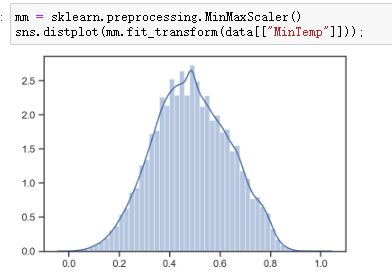 : mm = sklearn.preprocessing.MinMaxScaler()
sns.distplot(mm.fit_transform(data[["MinTemp"]]));
2.5
2.0
1.5
1.0
0.5
0.0
0.0 0.2 0.4 0.6 0.8 1.0